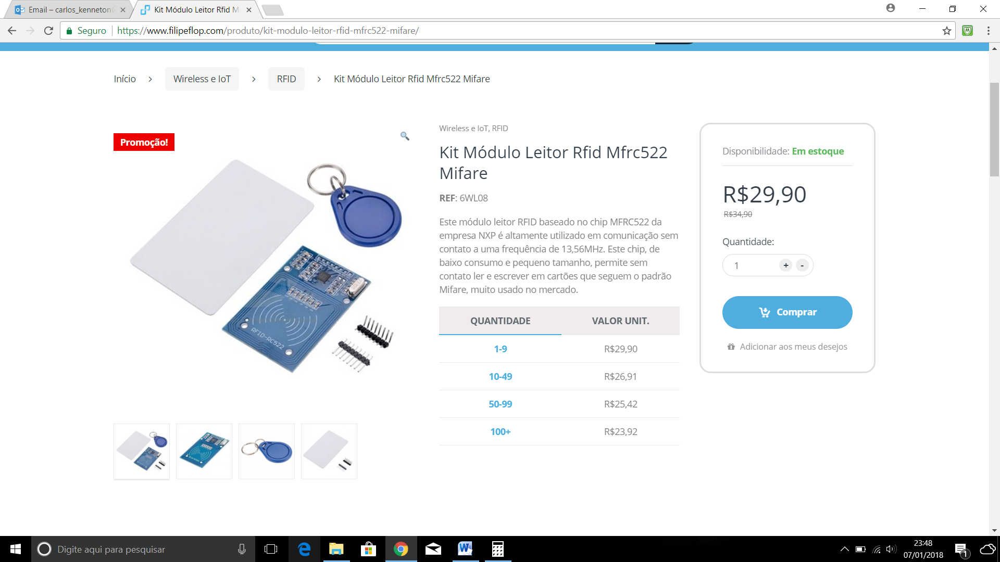 Email – carlos_kenneton
Kit Módulo Leitor Rfid M
Seguro
https://www.filipeflop.com/produto/kit-modulo-leitor-rfid-mfrc522-mifare/
Início
Wireless e IoT
RFID
Kit Módulo Leitor Rfid Mfrc522 Mifare
Promoção!
RFID-RC522
Wireless e IoT, RFID
Kit Módulo Leitor Rfid Mfrc522
Mifare
REF: 6WL08
Este módulo leitor RFID baseado no chip MFRC522 da
empresa NXP é altamente utilizado em comunicação sem
contato a uma frequência de 13,56MHz. Este chip, de
baixo consumo e pequeno tamanho, permite sem
contato ler e escrever em cartões que seguem o padrão
Mifare, muito usado no mercado.
QUANTIDADE VALOR UNIT.
1-9 R$29,90
10-49 R$26,91
50-99 R$25,42
100+ R$23,92
Disponibilidade: Em estoque
R$29,90
R$34,90
Quantidade:
1 + -
Comprar
Adicionar aos meus desejos
Digite aqui para pesquisar
23:48
07/01/2018
1